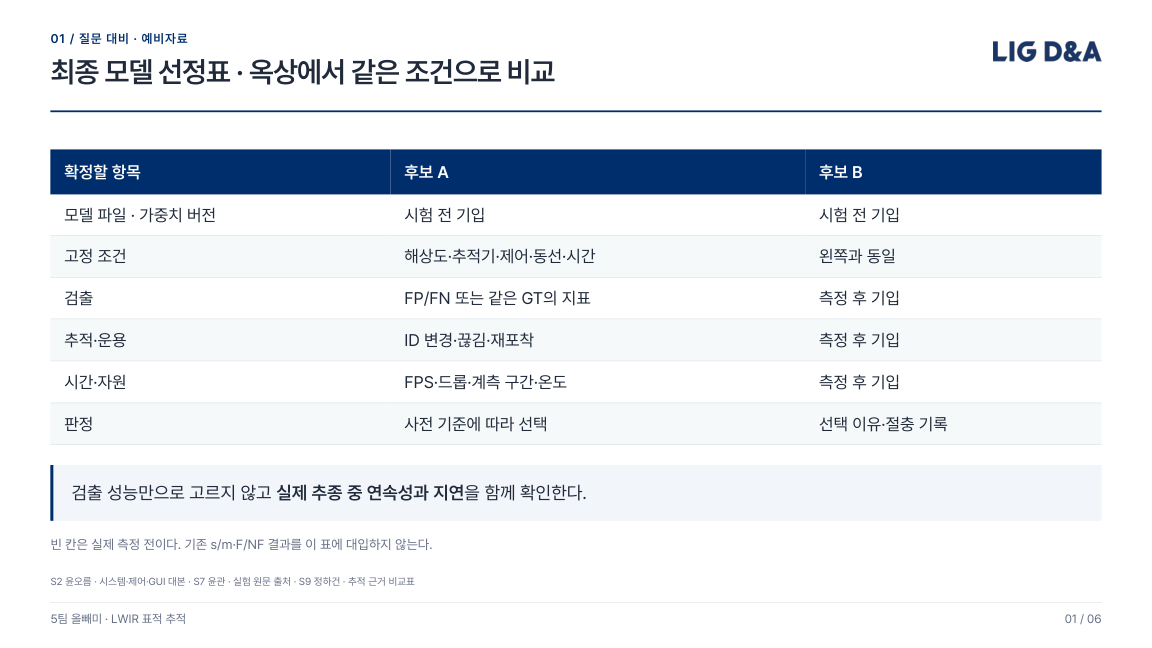 01 / 질문 대비 · 예비자료
최종 모델 선정표 · 옥상에서 같은 조건으로 비교
LIG D&A
확정할 항목 후보 A 후보 B
모델 파일 · 가중치 버전 시험 전 기입 시험 전 기입
고정 조건 해상도·추적기·제어·동선·시간 왼쪽과 동일
검출 FP/FN 또는 같은 GT의 지표 측정 후 기입
추적·운용 ID 변경·끊김·재포착 측정 후 기입
시간·자원 FPS·드롭·계측 구간·온도 측정 후 기입
판정 사전 기준에 따라 선택 선택 이유·절충 기록
검출 성능만으로 고르지 않고 실제 추종 중 연속성과 지연을 함께 확인한다.
빈 칸은 실제 측정 전이다. 기존 s/m·F/NF 결과를 이 표에 대입하지 않는다.
S2 윤오름 · 시스템·제어·GUI 대본 · S7 윤관 · 실험 원문 출처 · S9 정하건 · 추적 근거 비교표
5팀 올빼미 · LWIR 표적 추적
01 / 06